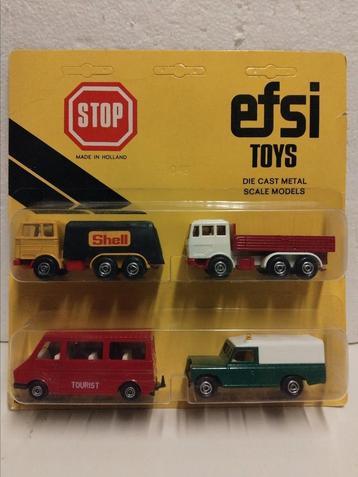 STOP
MADE IN HOLLAND
efsi
TOYS
DIE CAST METAL
SCALE MODELS
Shell
TOURIST